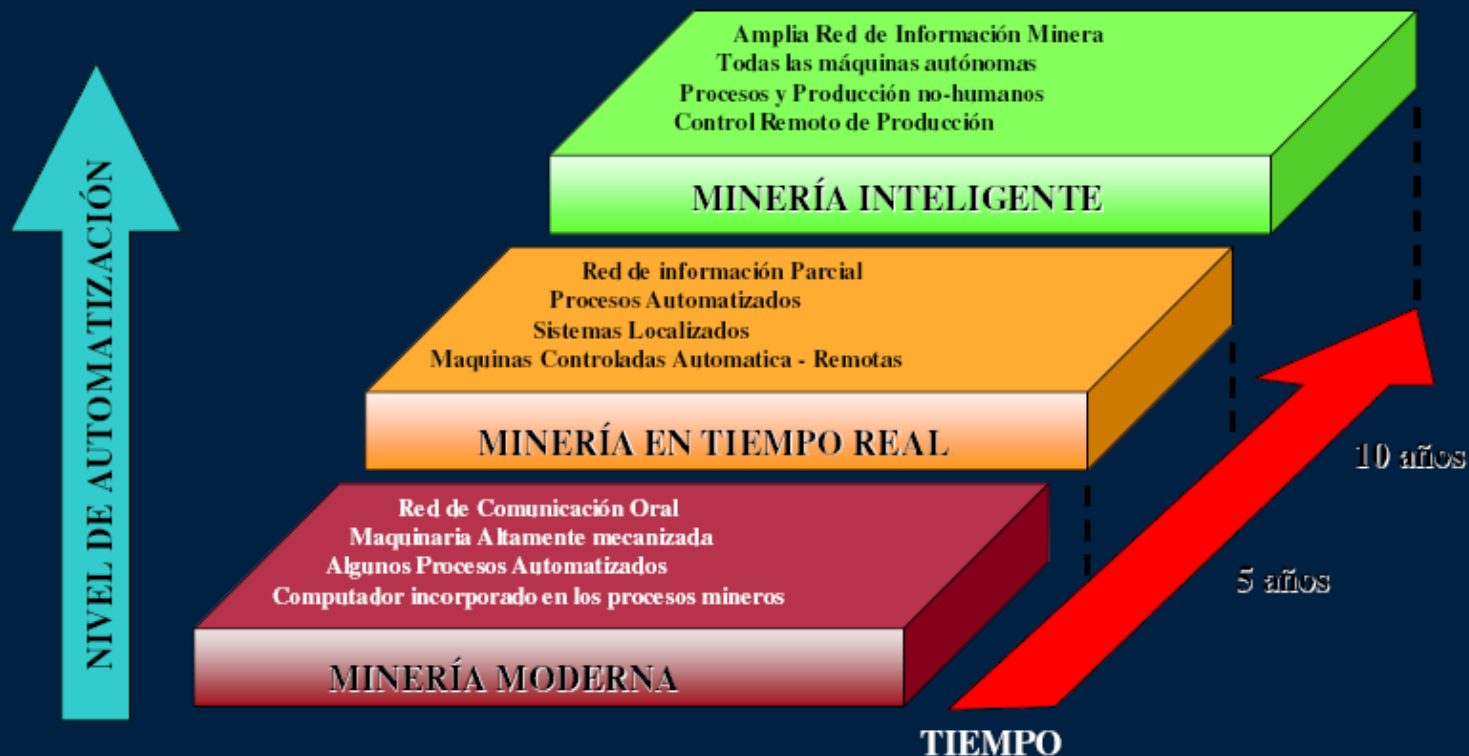 Amplia Red de Información Minera
Todas las máquinas autónomas
Procesos y Producción no-humanos
Control Remoto de Producción
MINERÍA INTELIGENTE
NIVEL DE AUTOMATIZACIÓN
Red de información Parcial
Procesos Automatizados
Sistemas Localizados
Maquinas Controladas Automatica - Remotas
MINERÍA EN TIEMPO REAL
10 años
Red de Comunicación Oral
Maquinaria Altamente mecanizada
Algunos Procesos Automatizados
Computador incorporado en los procesos mineros
5 años
MINERÍA MODERNA
TIEMPO